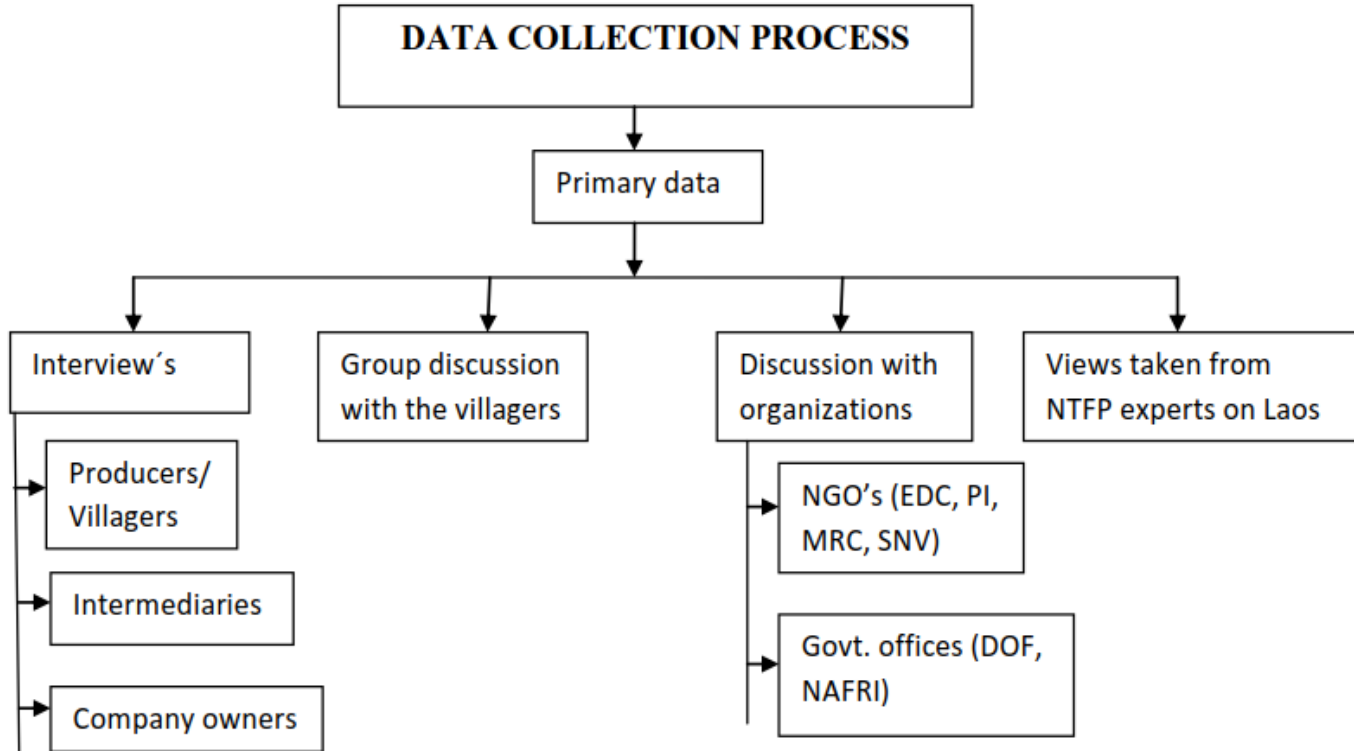 DATA COLLECTION PROCESS
Primary data
Interview´s
Group discussion
with the villagers
Discussion with
organizations
Views taken from
NTFP experts on Laos
Producers/
Villagers
Intermediaries
Company owners
NGO’s (EDC, PI,
MRC, SNV)
Govt. offices (DOF,
NAFRI)